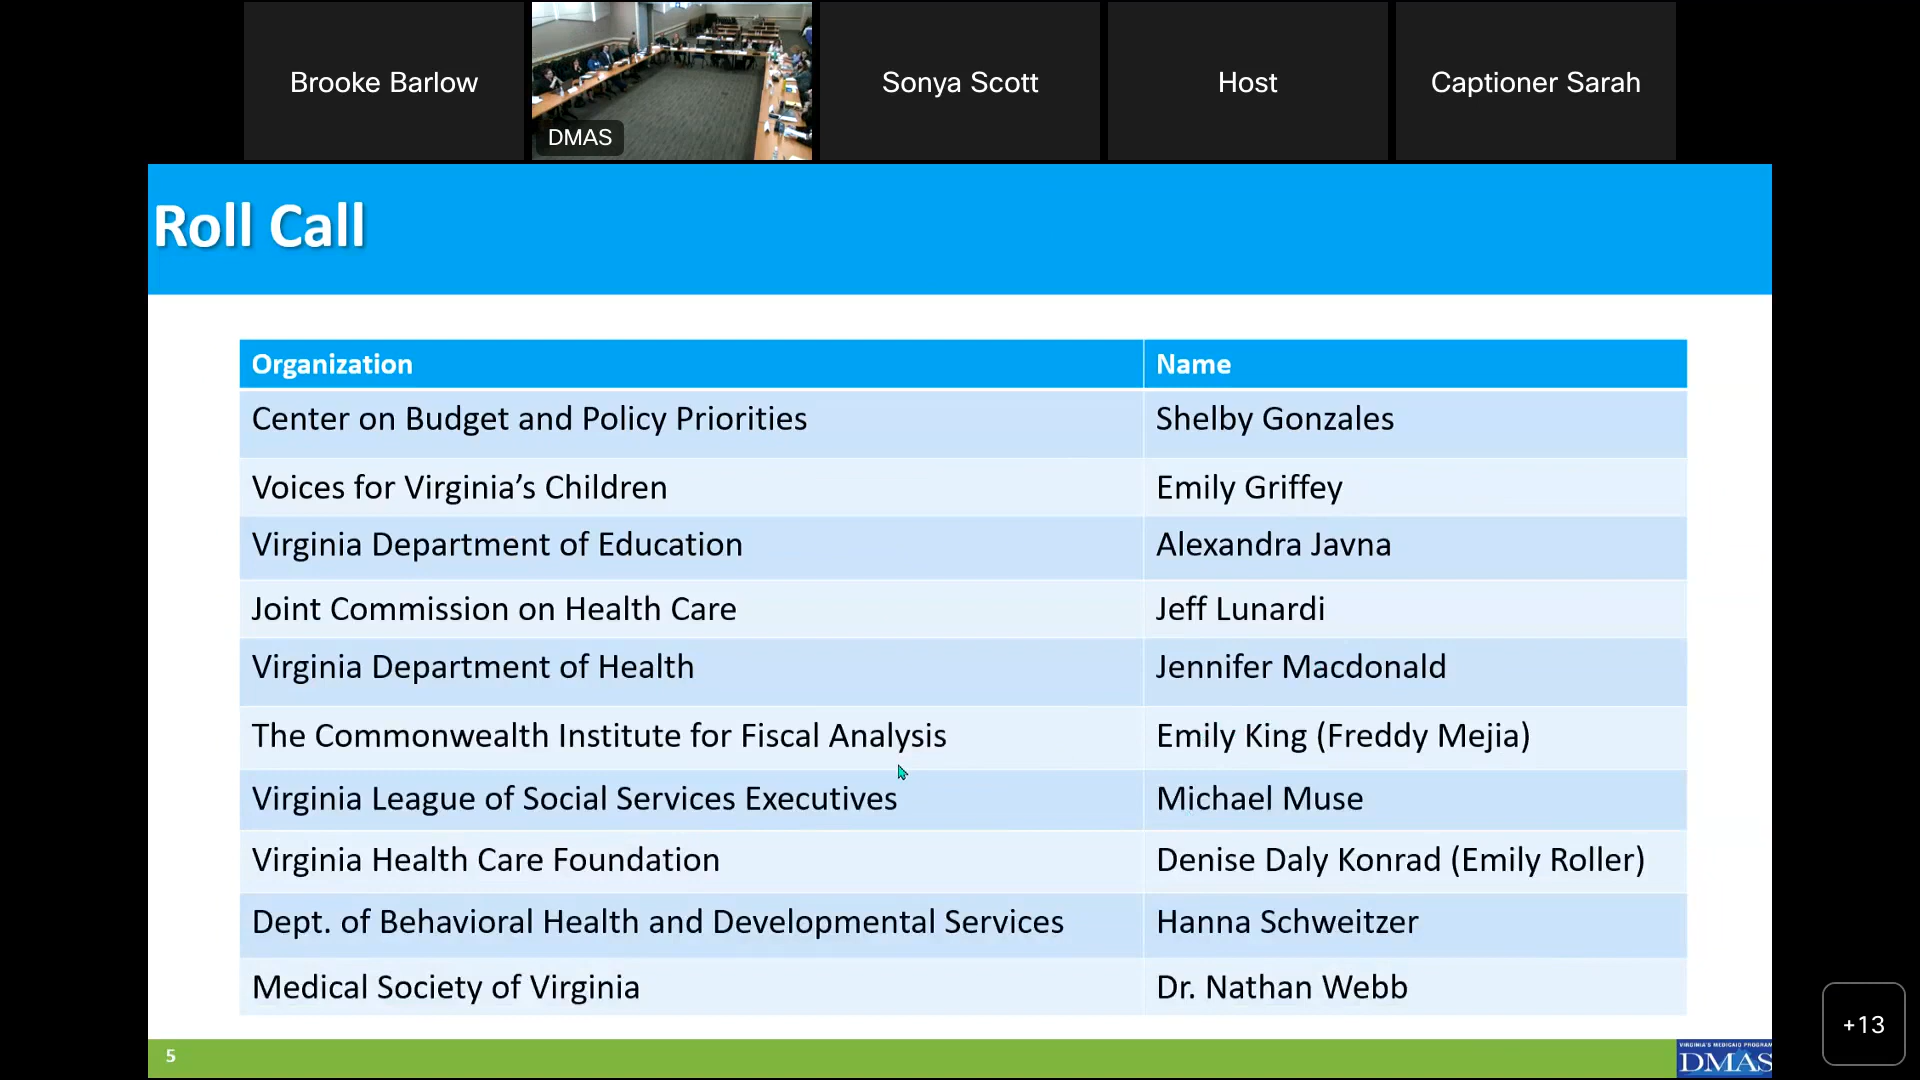 Brooke Barlow
DMAS
Sonya Scott
Host
Captioner Sarah
Roll Call
Organization Name
Center on Budget and Policy Priorities Shelby Gonzales
Voices for Virginia’s Children Emily Griffey
Virginia Department of Education Alexandra Javna
Joint Commission on Health Care Jeff Lunardi
Virginia Department of Health Jennifer Macdonald
The Commonwealth Institute for Fiscal Analysis Emily King (Freddy Mejia)
Virginia League of Social Services Executives Michael Muse
Virginia Health Care Foundation Denise Daly Konrad (Emily Roller)
Dept. of Behavioral Health and Developmental Services Hanna Schweitzer
Medical Society of Virginia Dr. Nathan Webb
+13
5
VIRGINIA'S MEDICAID PROGRAM
DMAS